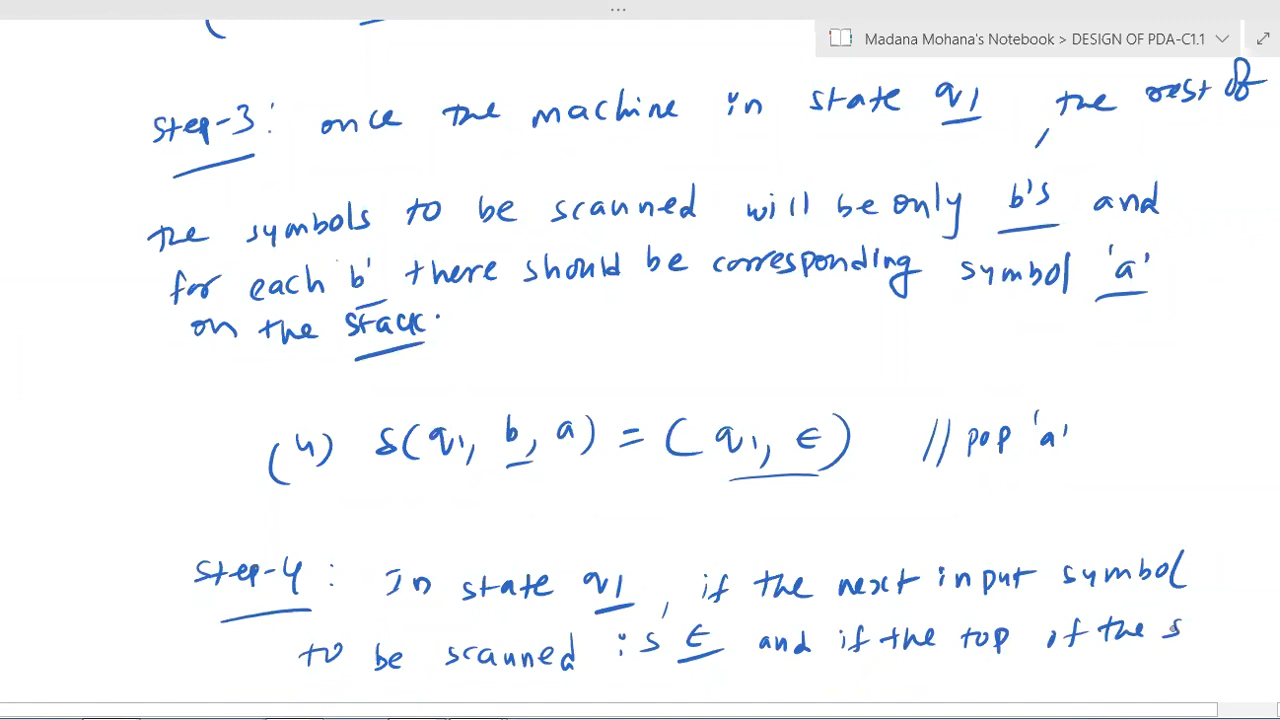 Madana Mohana's Notebook > DESIGN OF PDA-C1.1
Step-3: once the machine in state q1, the rest of
the symbols to be scanned will be only b's and
for each b' there should be corresponding symbol 'a'
on the stack.
(4) δ(q1, b, a) = (q1, ϵ) // pop 'a'
Step-4: In state q1, if the next input symbol
to be scanned is ϵ and if the top of the s